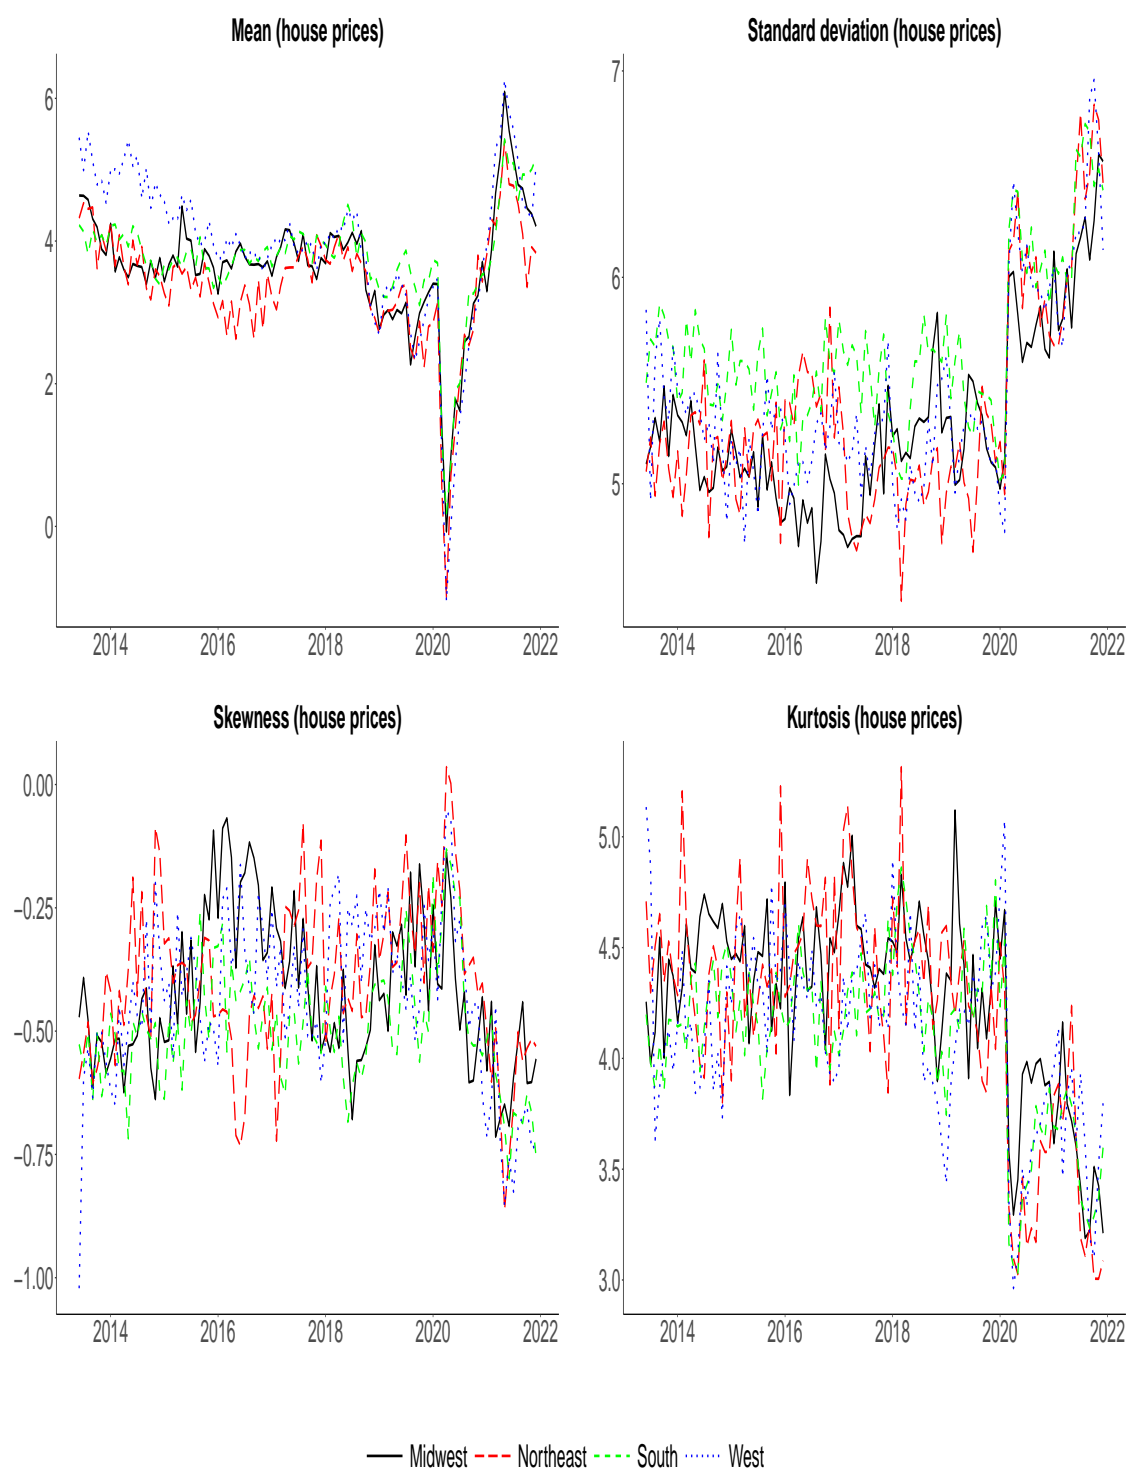 Mean (house prices)
Standard deviation (house prices)
6
4
2
0
2014 2016 2018 2020 2022
7
6
5
2014 2016 2018 2020 2022
Skewness (house prices)
Kurtosis (house prices)
0.00
−0.25
−0.50
−0.75
−1.00
2014 2016 2018 2020 2022
5.0
4.5
4.0
3.5
3.0
2014 2016 2018 2020 2022
Midwest Northeast South West